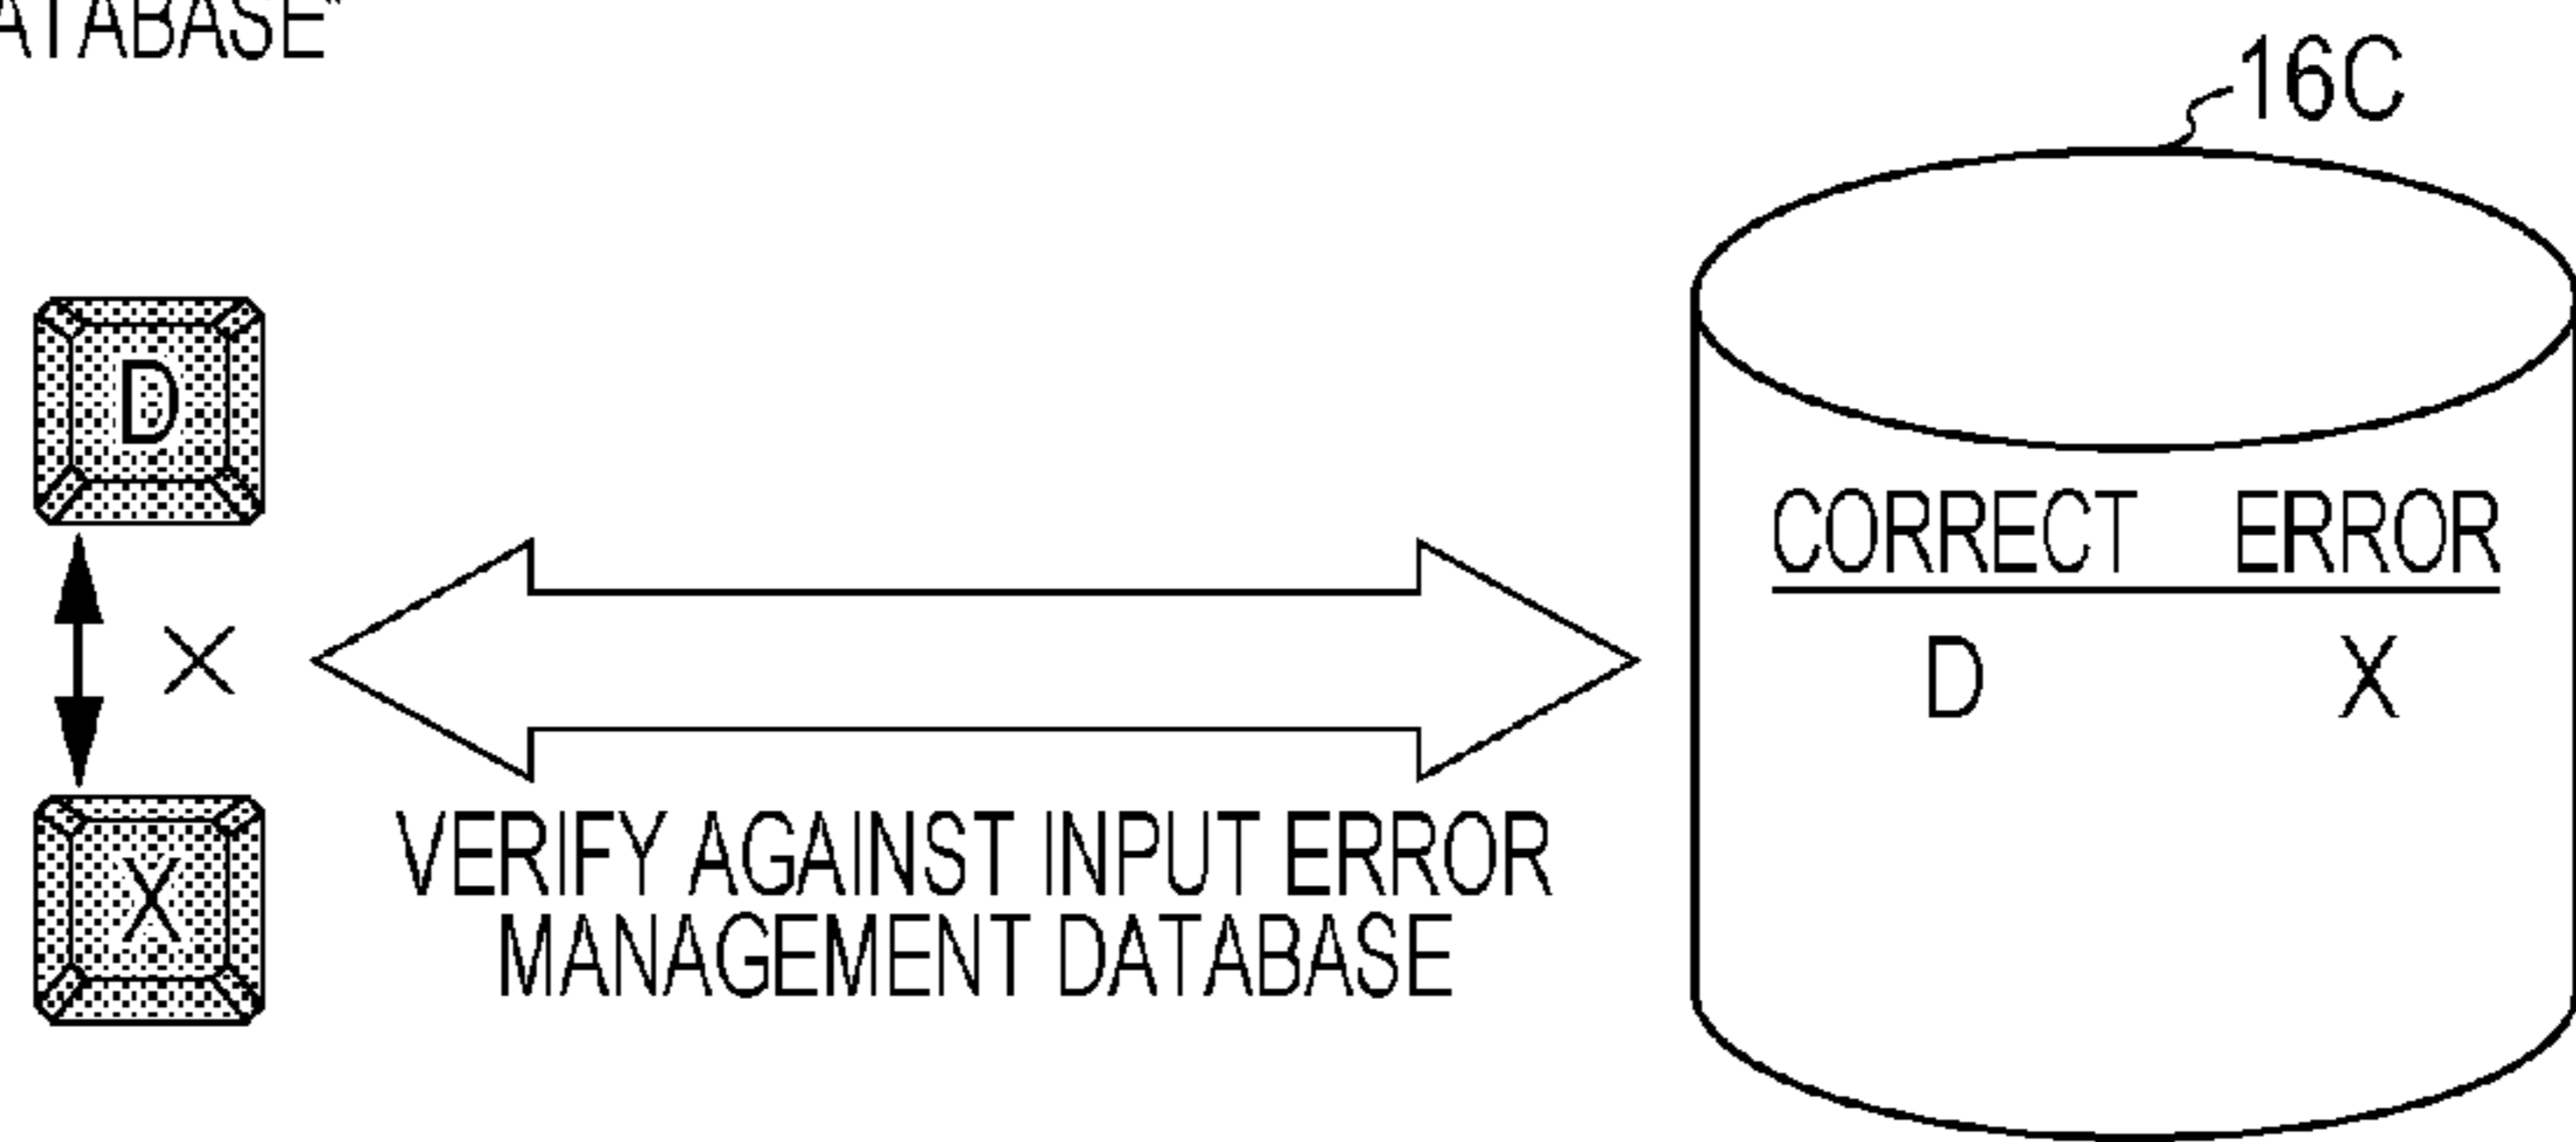 ATABASE"
16C
D
CORRECT ERROR
D X
X
VERIFY AGAINST INPUT ERROR
MANAGEMENT DATABASE